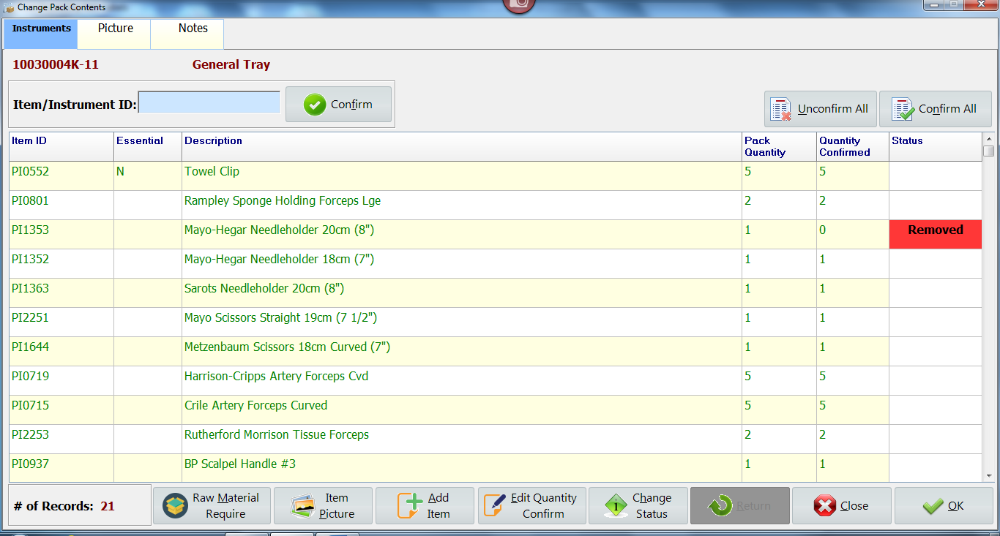 Change Pack Contents
Instruments Picture Notes
10030004K-11 General Tray
Item/Instrument ID: Confirm Unconfirm All Confirm All
Item ID Essential Description Pack Quantity Quantity Confirmed Status
PI0552 N Towel Clip 5 5
PI0801 Rampley Sponge Holding Forceps Lge 2 2
PI1353 Mayo-Hegar Needleholder 20cm (8") 1 0 Removed
PI1352 Mayo-Hegar Needleholder 18cm (7") 1 1
PI1363 Sarots Needleholder 20cm (8") 1 1
PI2251 Mayo Scissors Straight 19cm (7 1/2") 1 1
PI1644 Metzenbaum Scissors 18cm Curved (7") 1 1
PI0719 Harrison-Cripps Artery Forceps Cvd 5 5
PI0715 Crile Artery Forceps Curved 5 5
PI2253 Rutherford Morrison Tissue Forceps 2 2
PI0937 BP Scalpel Handle #3 1 1
# of Records: 21 Raw Material Require Item Picture Add Item Edit Quantity Confirm Change Status Return Close OK